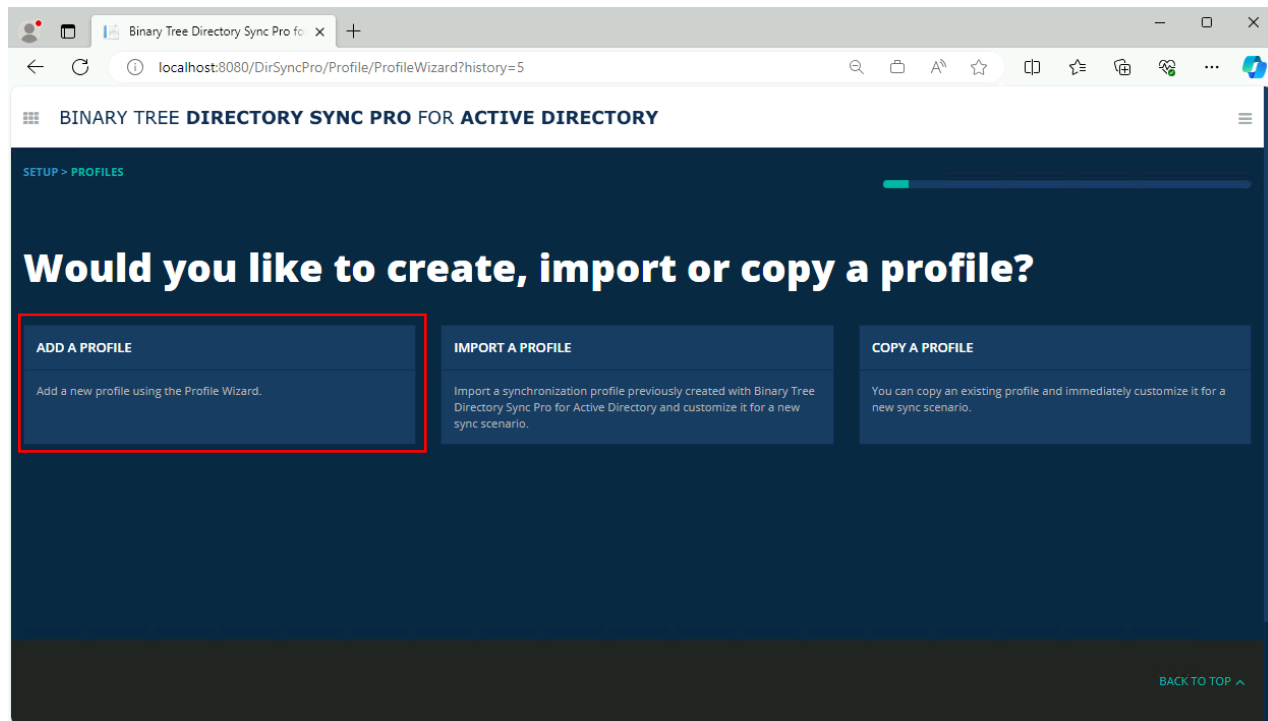 Binary Tree Directory Sync Pro fo
localhost:8080/DirSyncPro/Profile/ProfileWizard?history=5
BINARY TREE DIRECTORY SYNC PRO FOR ACTIVE DIRECTORY
SETUP > PROFILES
Would you like to create, import or copy a profile?
ADD A PROFILE
Add a new profile using the Profile Wizard.
IMPORT A PROFILE
Import a synchronization profile previously created with Binary Tree
Directory Sync Pro for Active Directory and customize it for a new
sync scenario.
COPY A PROFILE
You can copy an existing profile and immediately customize it for a
new sync scenario.
BACK TO TOP